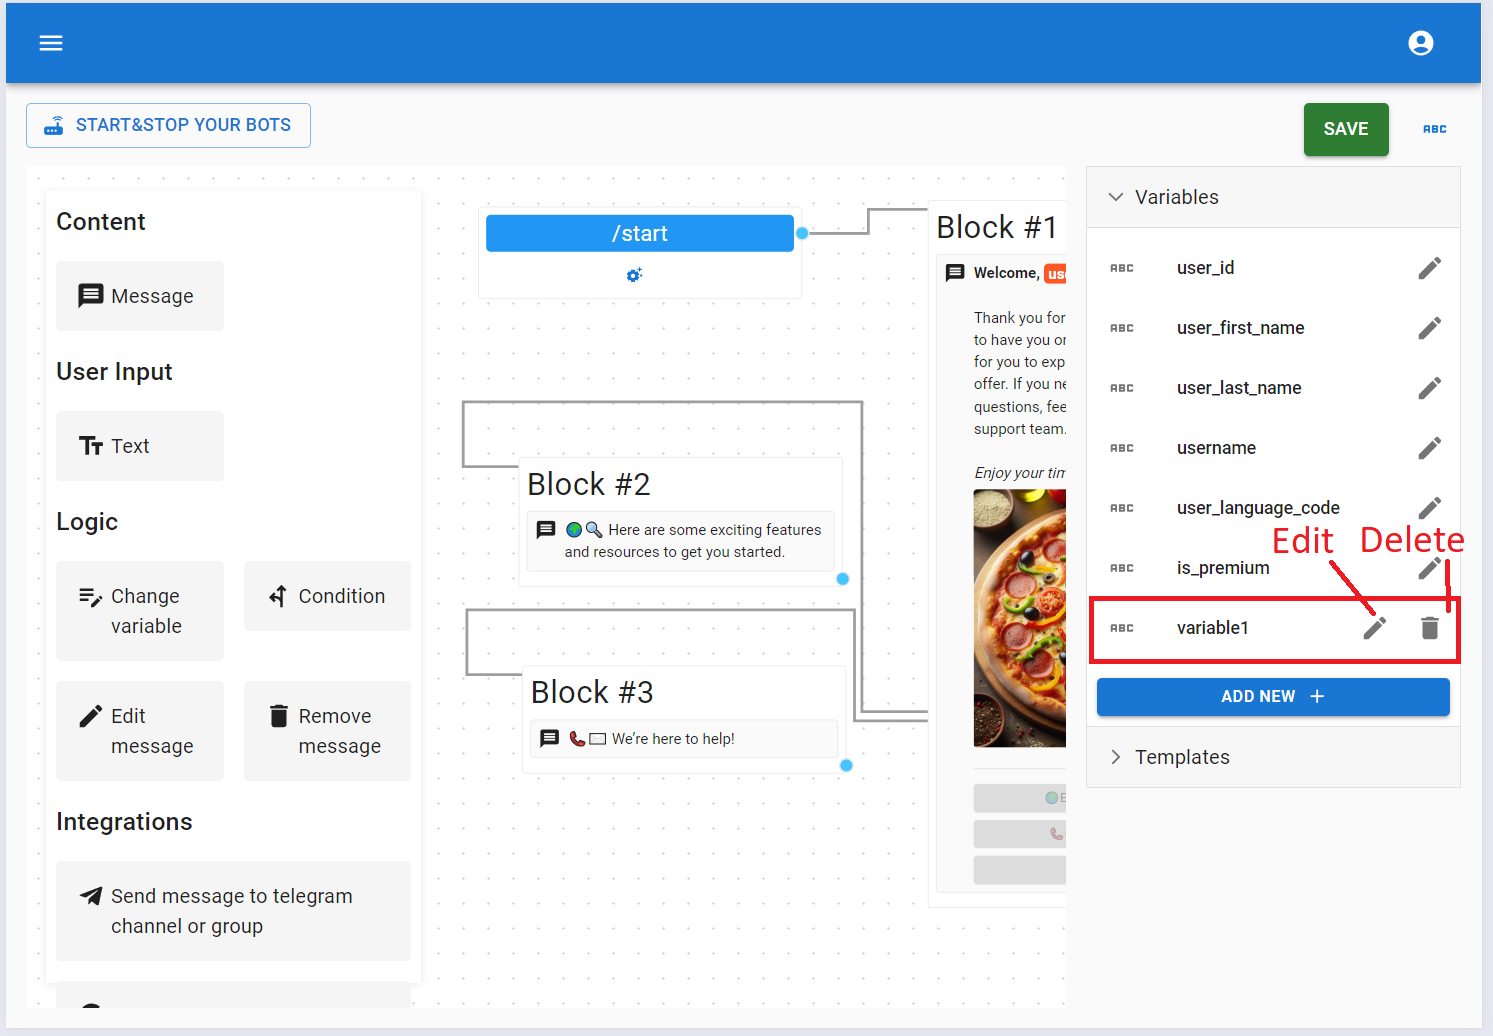 START&STOP YOUR BOTS
SAVE
ABC
Content
Message
User Input
Text
Logic
Change
variable
Condition
Edit
message
Remove
message
Integrations
Send message to telegram
channel or group
/start
Block #2
Here are some exciting features
and resources to get you started.
Block #3
We're here to help!
Block #1
Welcome, use
Thank you for
to have you or
for you to exp
offer. If you ne
questions, fee
support team.
Enjoy your tim
Variables
ABC user_id
ABC user_first_name
ABC user_last_name
ABC username
ABC user_language_code
Edit Delete
ABC is_premium
ABC variable1
ADD NEW +
Templates